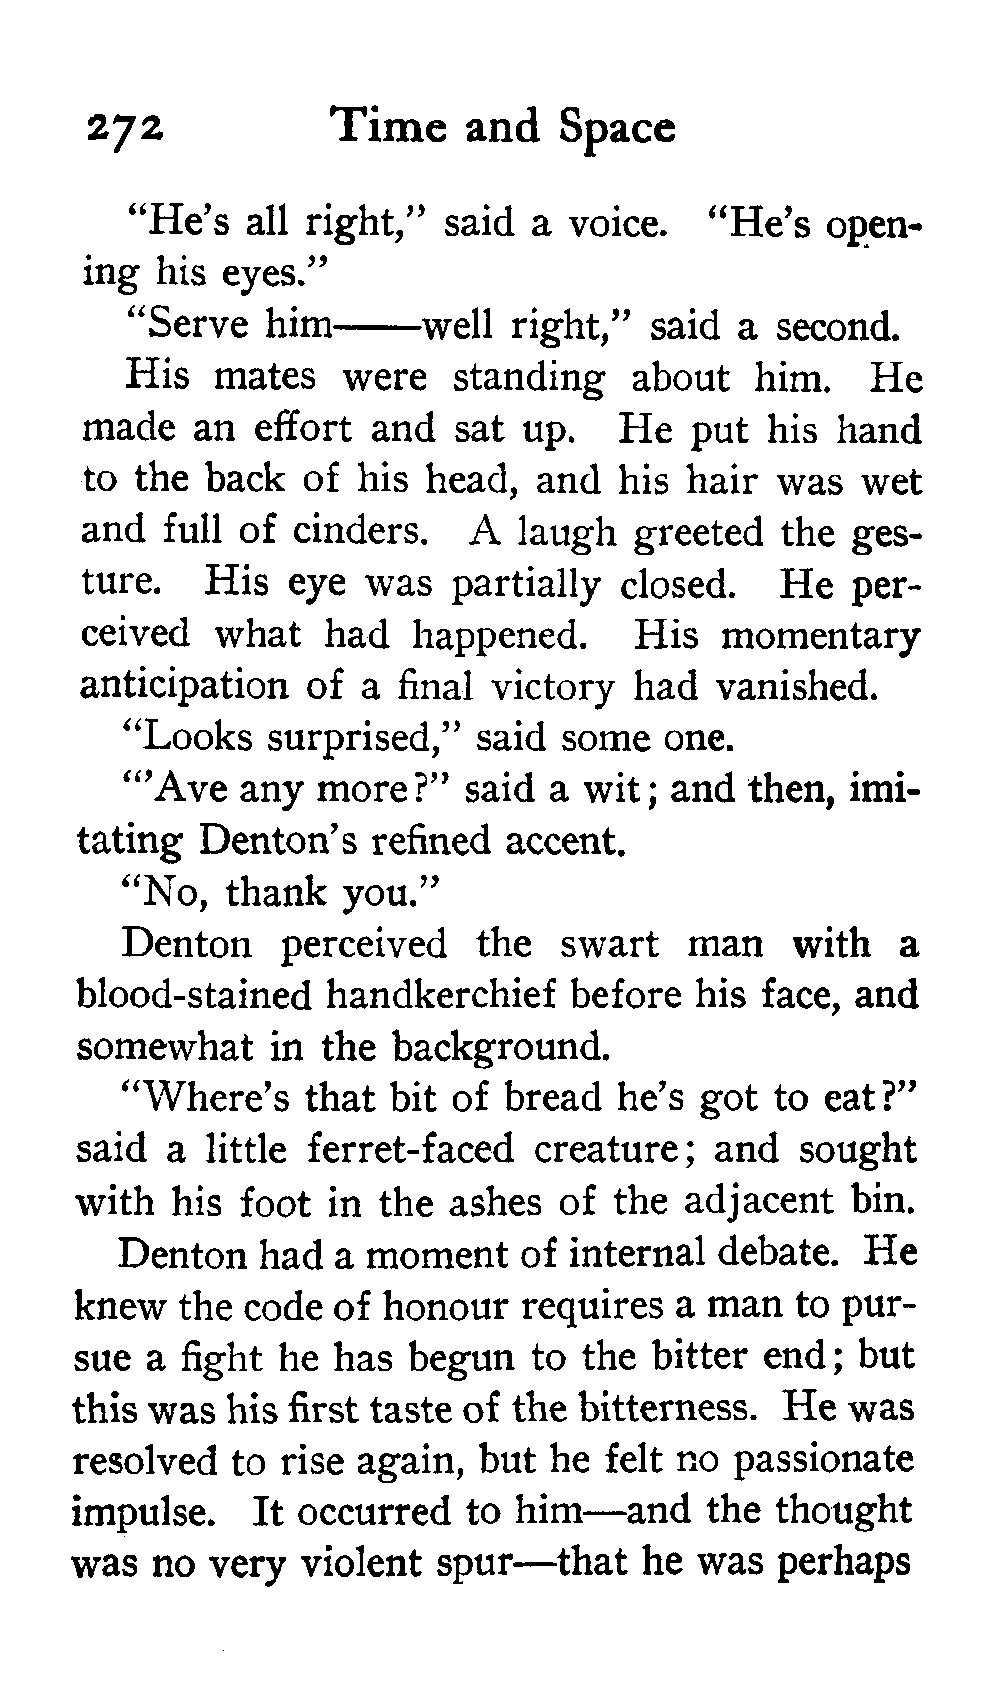 272 Time and Space
“He’s all right,” said a voice. “He’s open-
ing his eyes.”
“Serve him——well right,” said a second.
His mates were standing about him. He
made an effort and sat up. He put his hand
to the back of his head, and his hair was wet
and full of cinders. A laugh greeted the ges-
ture. His eye was partially closed. He per-
ceived what had happened. His momentary
anticipation of a final victory had vanished.
“Looks surprised,” said some one.
“’Ave any more?” said a wit; and then, imi-
tating Denton’s refined accent.
“No, thank you.”
Denton perceived the swart man with a
blood-stained handkerchief before his face, and
somewhat in the background.
“Where’s that bit of bread he’s got to eat?”
said a little ferret-faced creature; and sought
with his foot in the ashes of the adjacent bin.
Denton had a moment of internal debate. He
knew the code of honour requires a man to pur-
sue a fight he has begun to the bitter end; but
this was his first taste of the bitterness. He was
resolved to rise again, but he felt no passionate
impulse. It occurred to him—and the thought
was no very violent spur—that he was perhaps